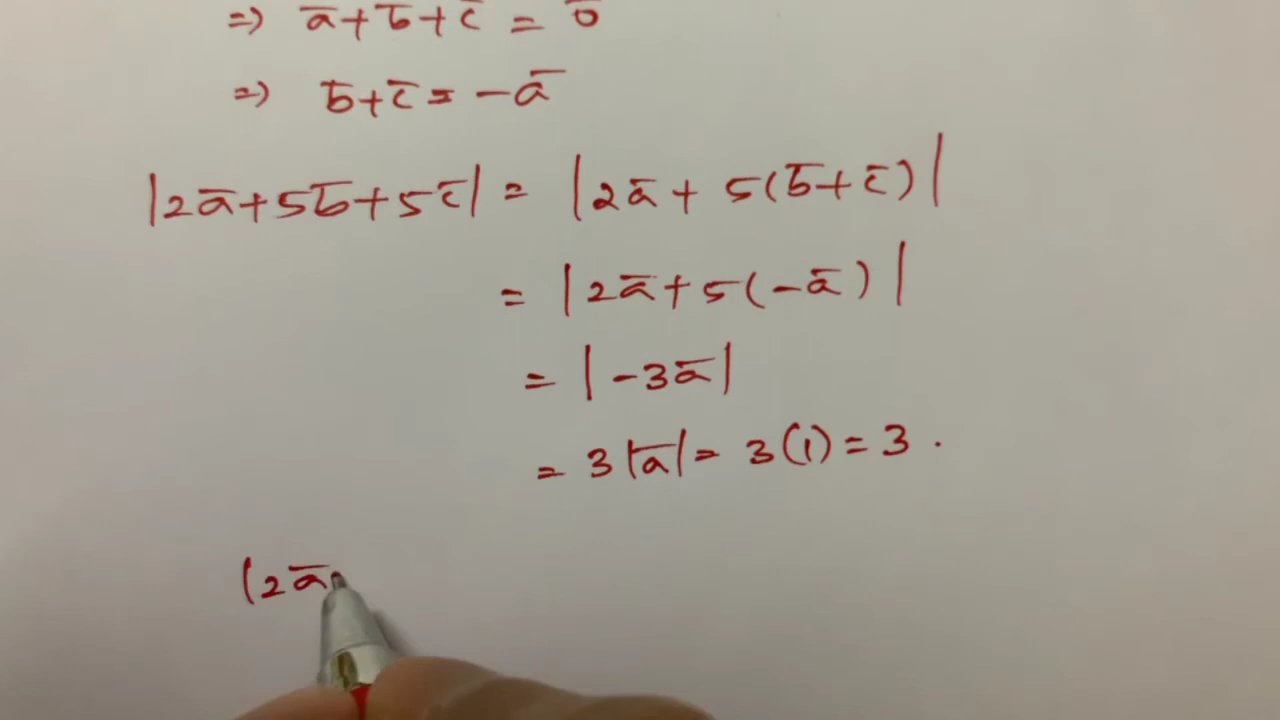 =) a̅+b̅+c̅ = 0̅
=) b̅+c̅ = -a̅
|2a̅+5b̅+5c̅| = |2a̅+ 5(b̅+c̅)|
= |2a̅+5(-a̅)|
= |-3a̅|
= 3|a̅| = 3(1) = 3 .
|2a̅